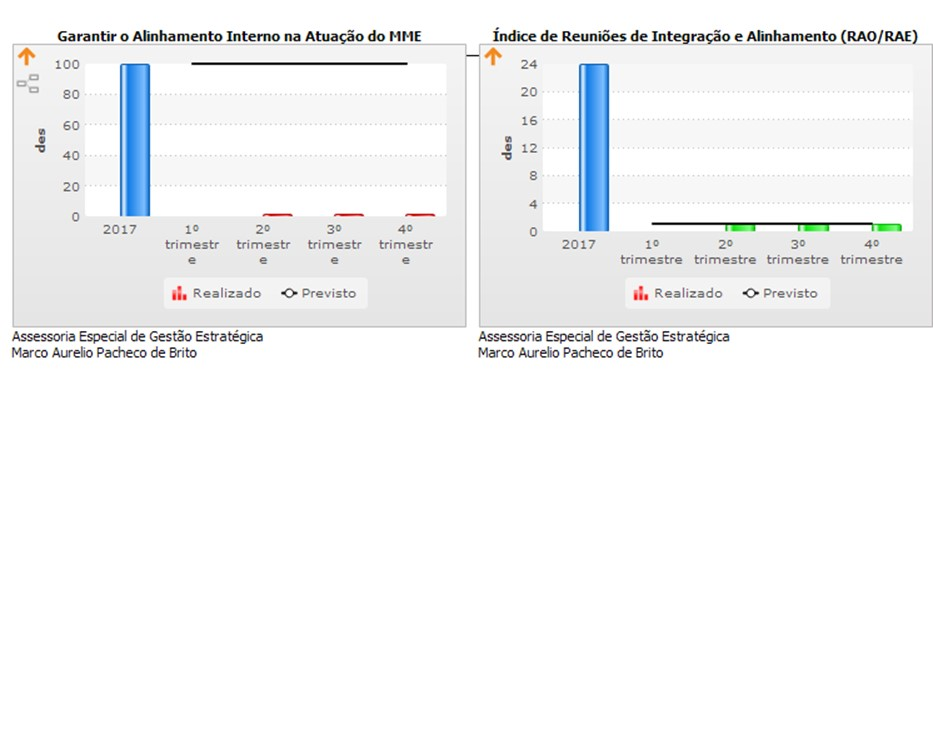 Garantir o Alinhamento Interno na Atuação do MME
100
80
60
40
20
0
des
2017
1º trimestr e
2º trimestr e
3º trimestr e
4º trimestr e
Realizado
Previsto
Assessoria Especial de Gestão Estratégica
Marco Aurelio Pacheco de Brito
Índice de Reuniões de Integração e Alinhamento (RAO/RAE)
24
20
16
12
8
4
0
des
2017
1º trimestre
2º trimestre
3º trimestre
4º trimestre
Realizado
Previsto
Assessoria Especial de Gestão Estratégica
Marco Aurelio Pacheco de Brito